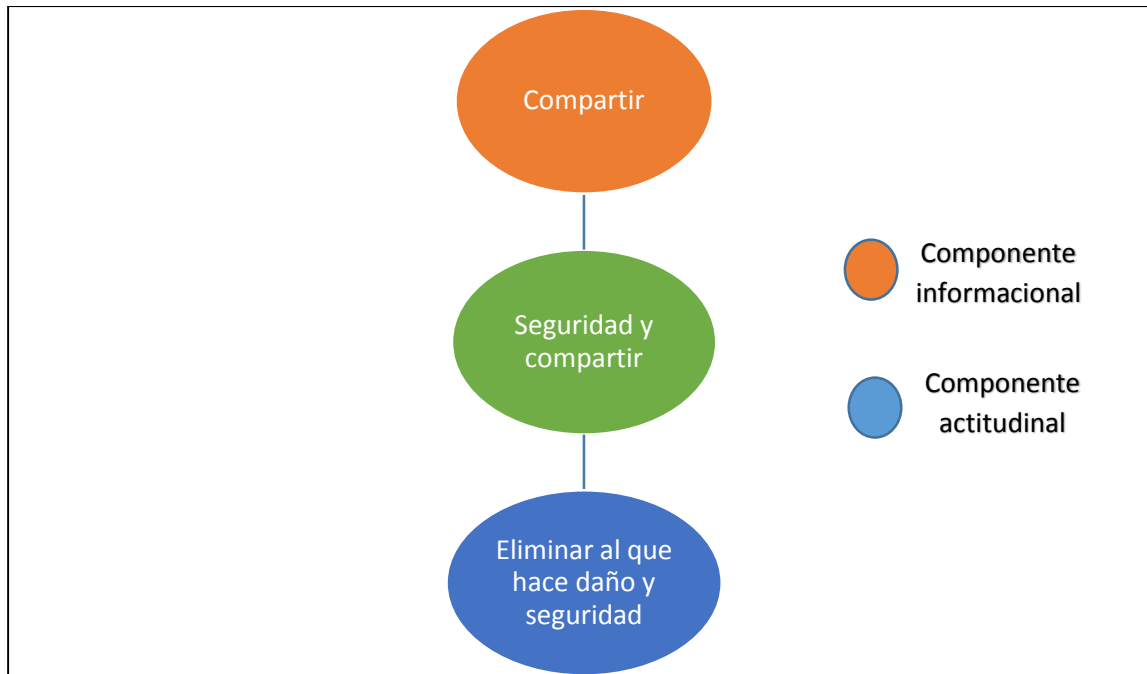 Compartir
Seguridad y
compartir
Eliminar al que
hace daño y
seguridad
Componente
informacional
Componente
actitudinal